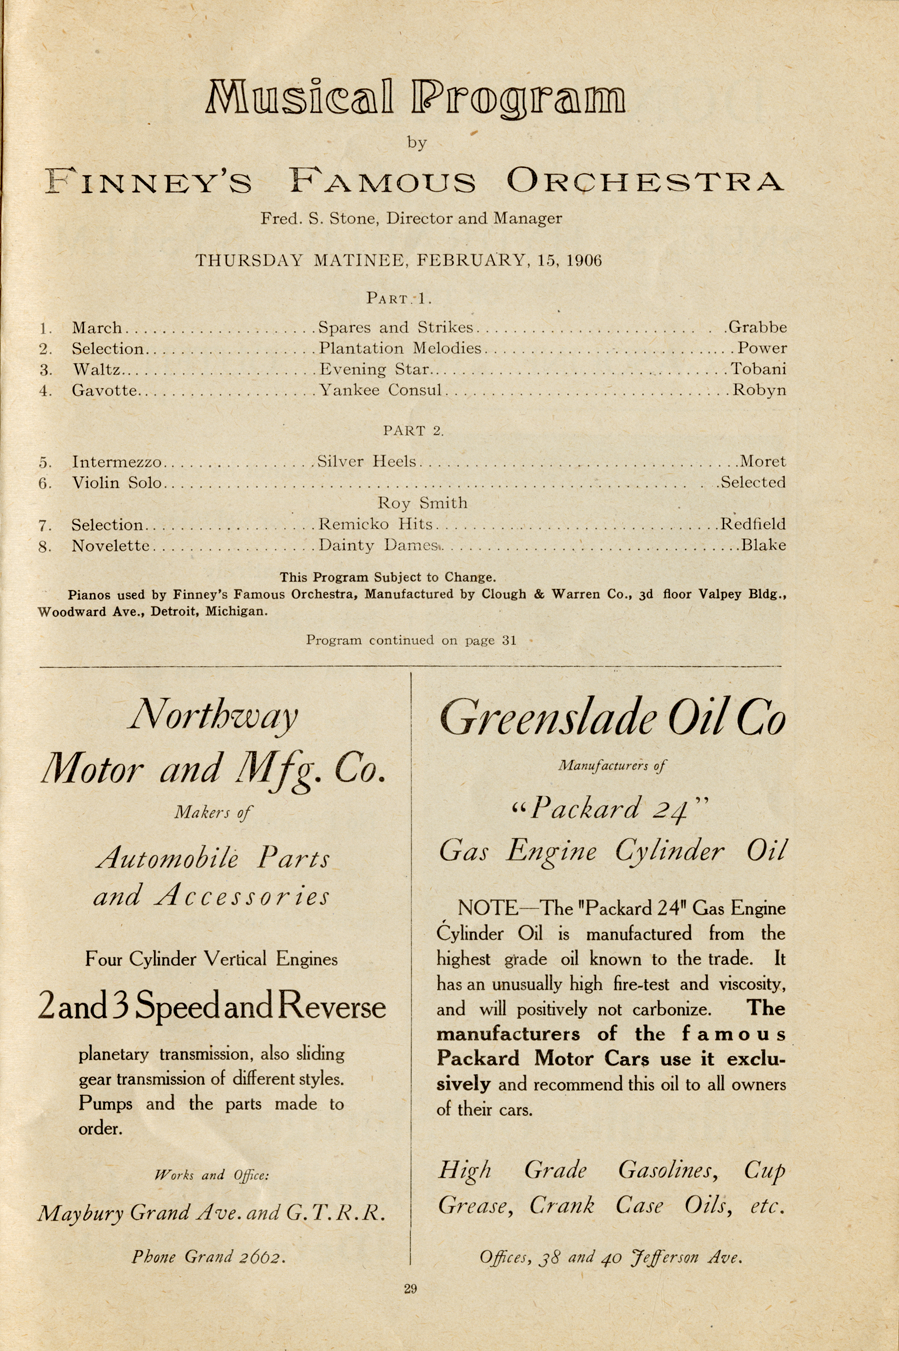 Musical Program
by
FINNEY'S FAMOUS ORCHESTRA
Fred. S. Stone, Director and Manager
THURSDAY MATINEE, FEBRUARY, 15, 1906
PART. 1.
1. March....................Spares and Strikes..........................Grabbe
2. Selection..................Plantation Melodies..........................Power
3. Waltz.....................Evening Star...............................Tobani
4. Gavotte...................Yankee Consul..............................Robyn
PART 2.
5. Intermezzo................Silver Heels.................................Moret
6. Violin Solo..........................................................Selected
Roy Smith
7. Selection..................Remicko Hits..............................Redfield
8. Novelette.................Dainty Dames...............................Blake
This Program Subject to Change.
Pianos used by Finney's Famous Orchestra, Manufactured by Clough & Warren Co., 3d floor Valpey Bldg.,
Woodward Ave., Detroit, Michigan.
Program continued on page 31
Northway
Motor and Mfg. Co.
Makers of
Automobile Parts
and Accessories
Four Cylinder Vertical Engines
2 and 3 Speed and Reverse
planetary transmission, also sliding
gear transmission of different styles.
Pumps and the parts made to
order.
Works and Office:
Maybury Grand Ave. and G. T. R. R.
Phone Grand 2662.
Greenslade Oil Co
Manufacturers of
"Packard 24"
Gas Engine Cylinder Oil
NOTE—The "Packard 24" Gas Engine
Cylinder Oil is manufactured from the
highest grade oil known to the trade. It
has an unusually high fire-test and viscosity,
and will positively not carbonize. The
manufacturers of the famous
Packard Motor Cars use it exclu-
sively and recommend this oil to all owners
of their cars.
High Grade Gasolines, Cup
Grease, Crank Case Oils, etc.
Offices, 38 and 40 Jefferson Ave.
29